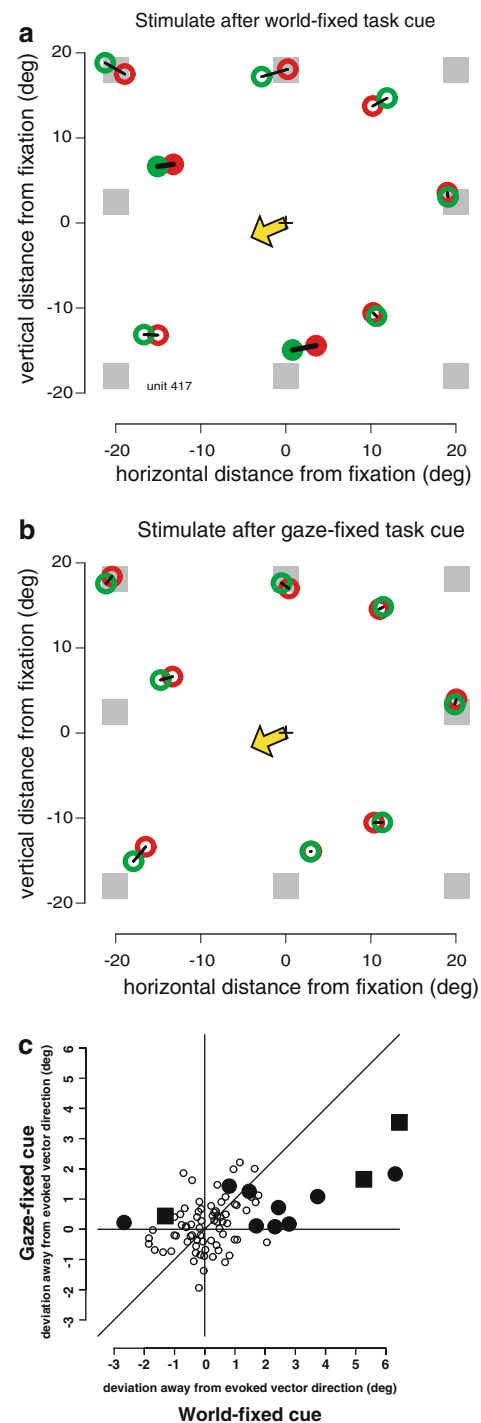 a
Stimulate after world-fixed task cue
vertical distance from fixation (deg)
20
10
0
-10
-20
unit 417
-20 -10 0 10 20
horizontal distance from fixation (deg)
b
Stimulate after gaze-fixed task cue
vertical distance from fixation (deg)
20
10
0
-10
-20
-20 -10 0 10 20
horizontal distance from fixation (deg)
c
Gaze-fixed cue
deviation away from evoked vector direction (deg)
6
5
4
3
2
1
0
-1
-2
-3
-3 -2 -1 0 1 2 3 4 5 6
deviation away from evoked vector direction (deg)
World-fixed cue